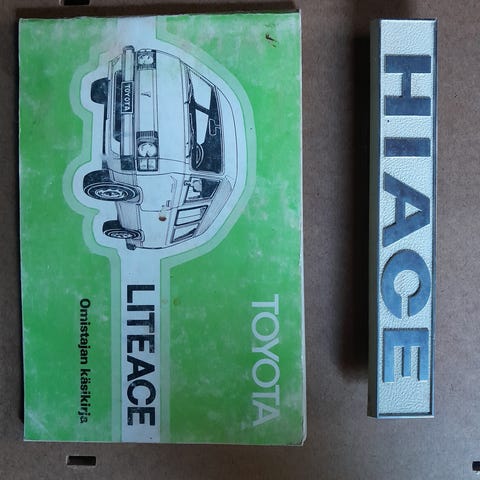 TOYOTA
LITEACE
Omistajan käsikirja
TOYOTA
HIACE